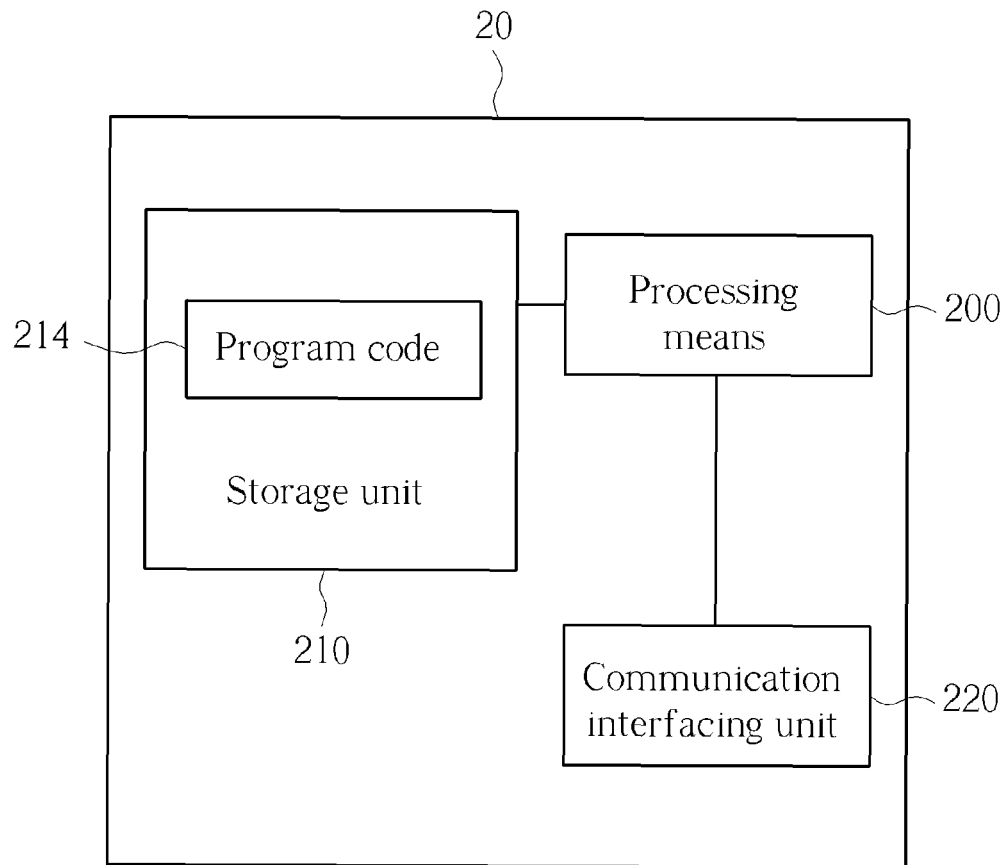 20
Processing
means
200
214
Program code
Storage unit
210
Communication
interfacing unit
220